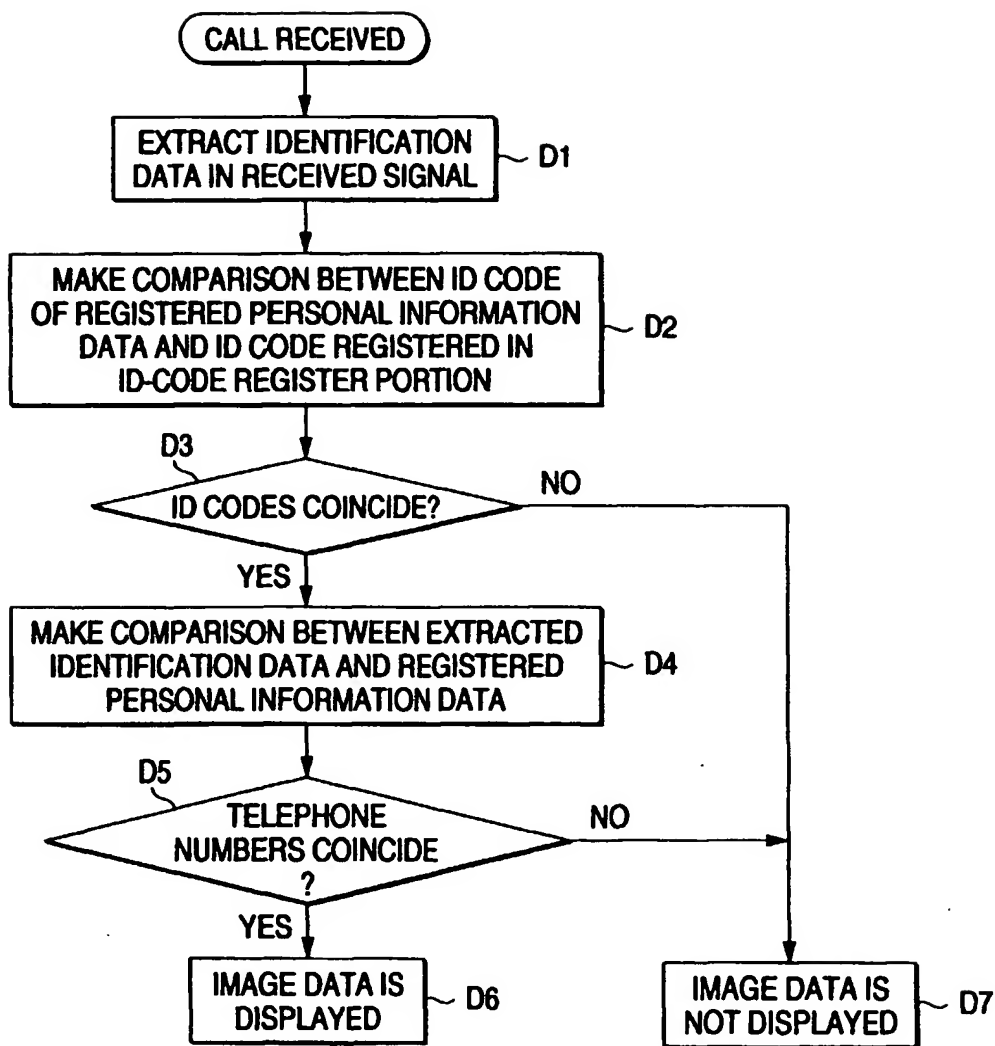 CALL RECEIVED
EXTRACT IDENTIFICATION
DATA IN RECEIVED SIGNAL
D1
MAKE COMPARISON BETWEEN ID CODE
OF REGISTERED PERSONAL INFORMATION
DATA AND ID CODE REGISTERED IN
ID-CODE REGISTER PORTION
D2
D3
ID CODES COINCIDE?
NO
YES
MAKE COMPARISON BETWEEN EXTRACTED
IDENTIFICATION DATA AND REGISTERED
PERSONAL INFORMATION DATA
D4
D5
TELEPHONE
NUMBERS COINCIDE
?
NO
YES
IMAGE DATA IS
DISPLAYED
D6
IMAGE DATA IS
NOT DISPLAYED
D7